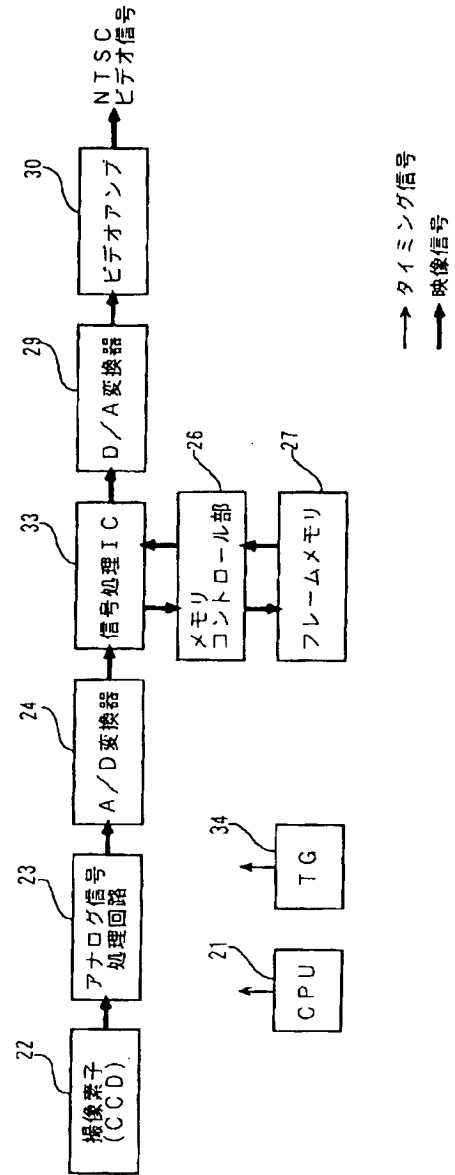 22
撮像素子
(CCD)
23
アナログ信号
処理回路
24
A/D変換器
33
信号処理IC
29
D/A変換器
30
ビデオアンプ
NTSC
ビデオ信号
26
メモリ
コントロール部
27
フレームメモリ
21
CPU
34
TG
タイミング信号
映像信号